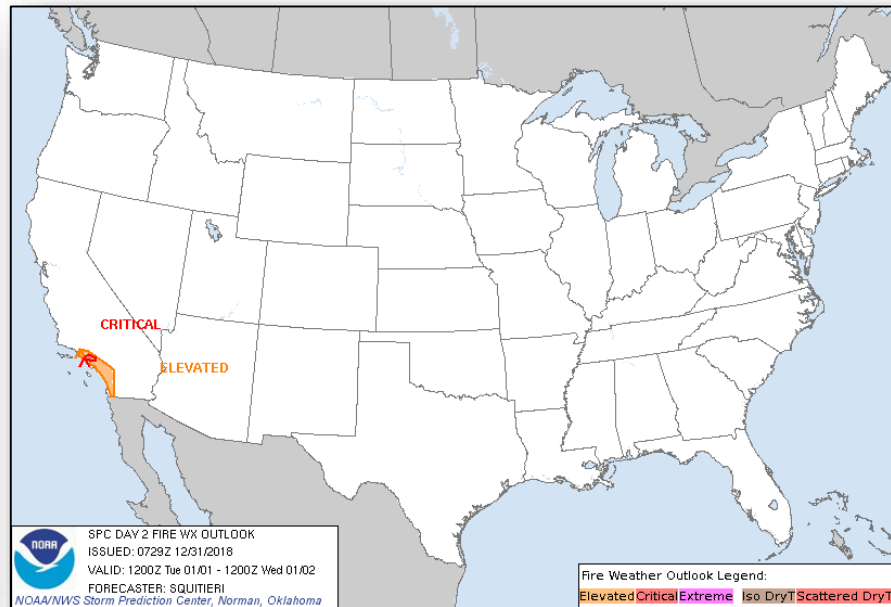 CRITICAL
ELEVATED
NOAA
SPC DAY 2 FIRE WX OUTLOOK
ISSUED: 0729Z 12/31/2018
VALID: 1200Z Tue 01/01 - 1200Z Wed 01/02
FORECASTER: SQUITIERI
NOAA/NWS Storm Prediction Center, Norman, Oklahoma
Fire Weather Outlook Legend:
Elevated Critical Extreme Iso DryT Scattered DryT